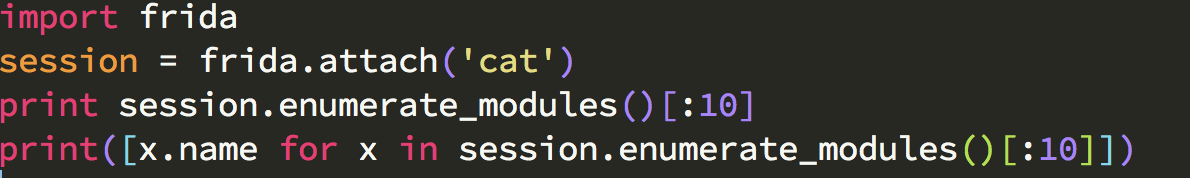 import frida
session = frida.attach('cat')
print session.enumerate_modules()[:10]
print([x.name for x in session.enumerate_modules()[:10]])